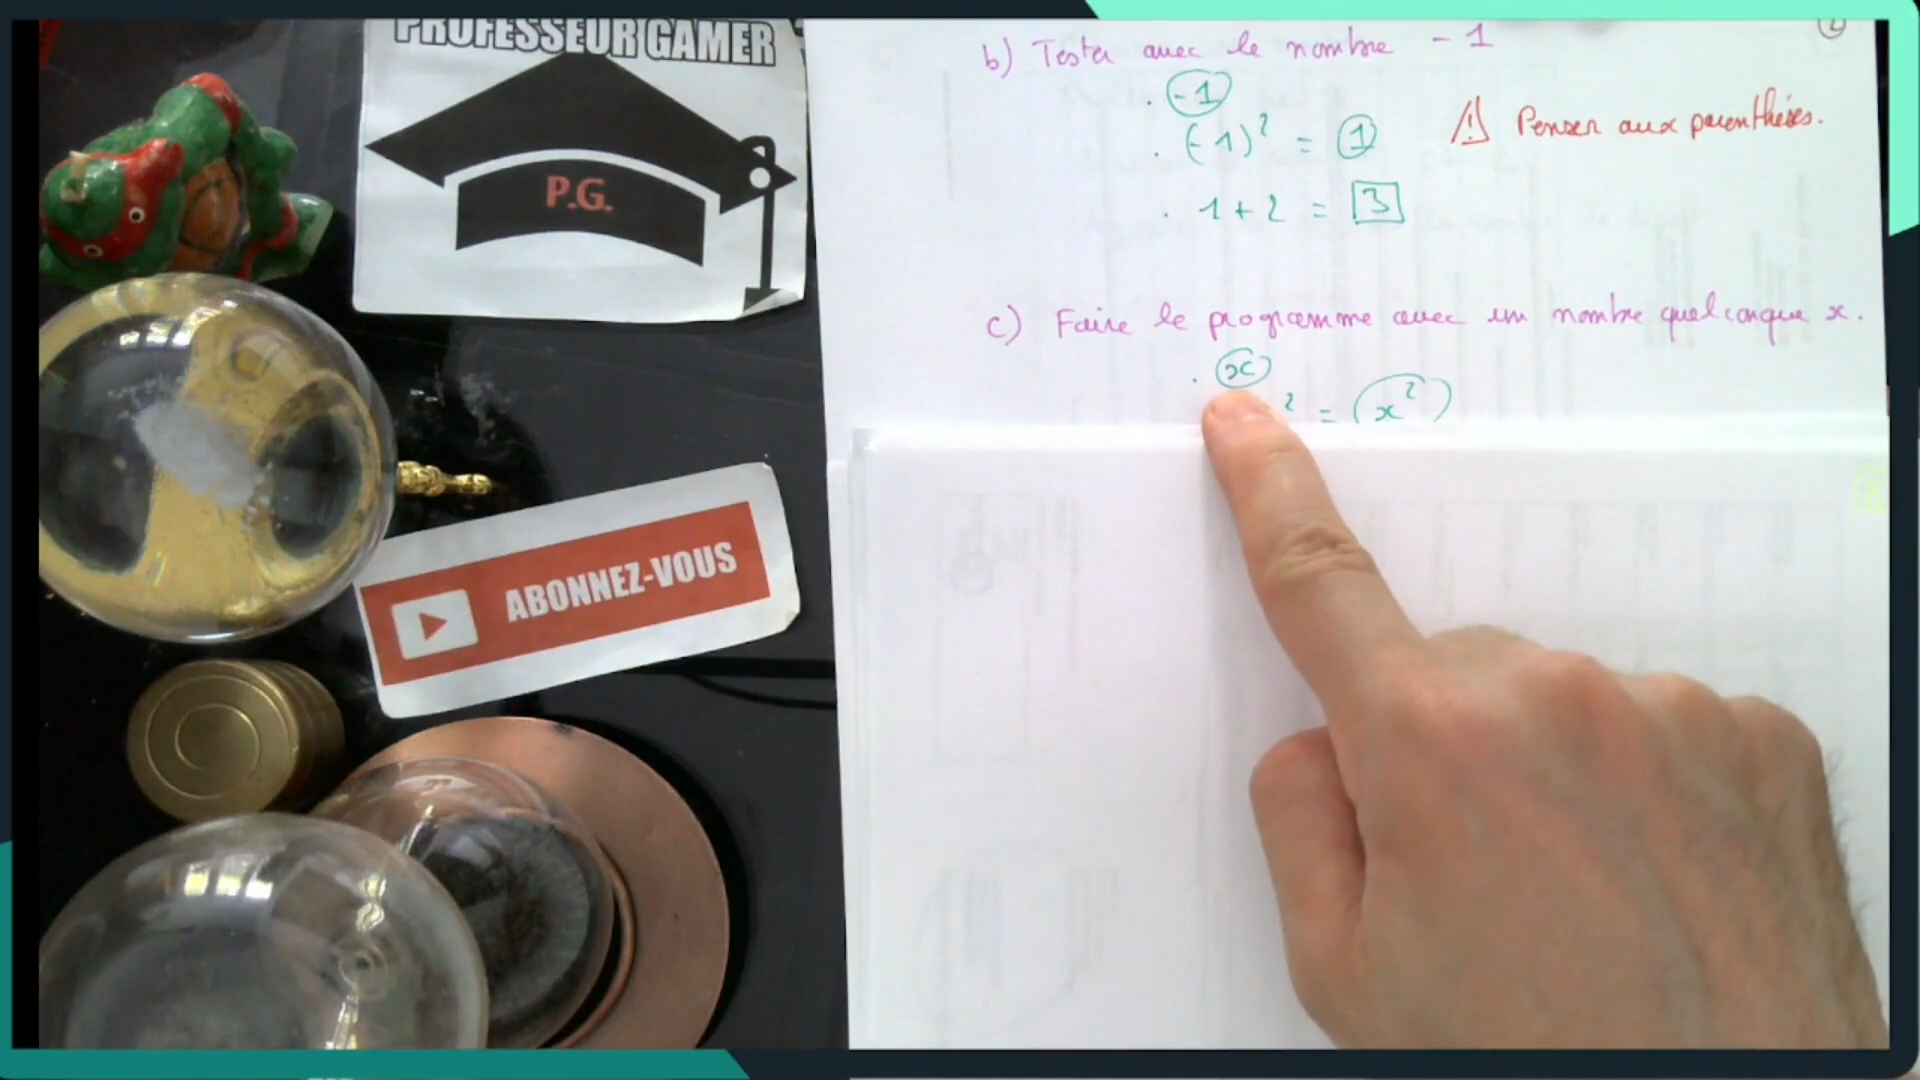 PROFESSEUR GAMER
P.G.
ABONNEZ-VOUS
b) Tester avec le nombre -1
. -1
. (-1)² = 1
⚠ Penser aux parenthèses.
. 1+2 = 3
c) Faire le programme avec un nombre quelconque x.
. x
² = x²